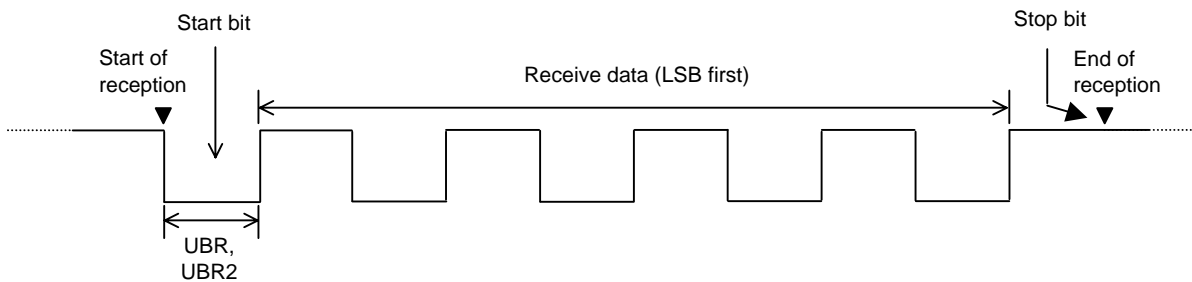 Start bit
Stop bit
Start of
reception
Receive data (LSB first)
End of
reception
UBR,
UBR2